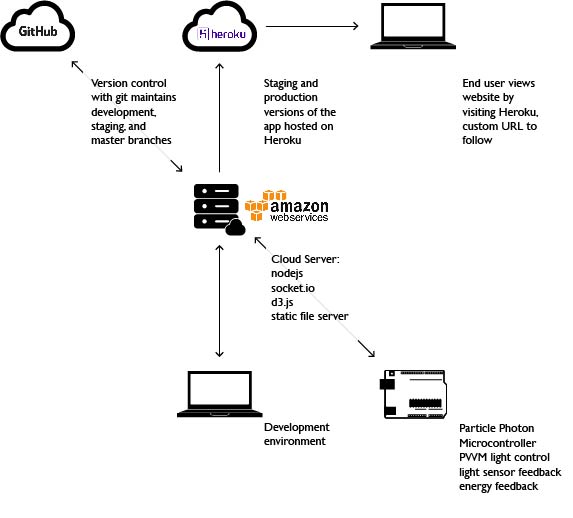 GitHub
heroku
Version control
with git maintains
development,
staging, and
master branches
Staging and
production
versions of the
app hosted on
Heroku
End user views
website by
visiting Heroku,
custom URL to
follow
amazon
webservices
Cloud Server:
nodejs
socket.io
d3.js
static file server
Development
environment
Particle Photon
Microcontroller
PWM light control
light sensor feedback
energy feedback